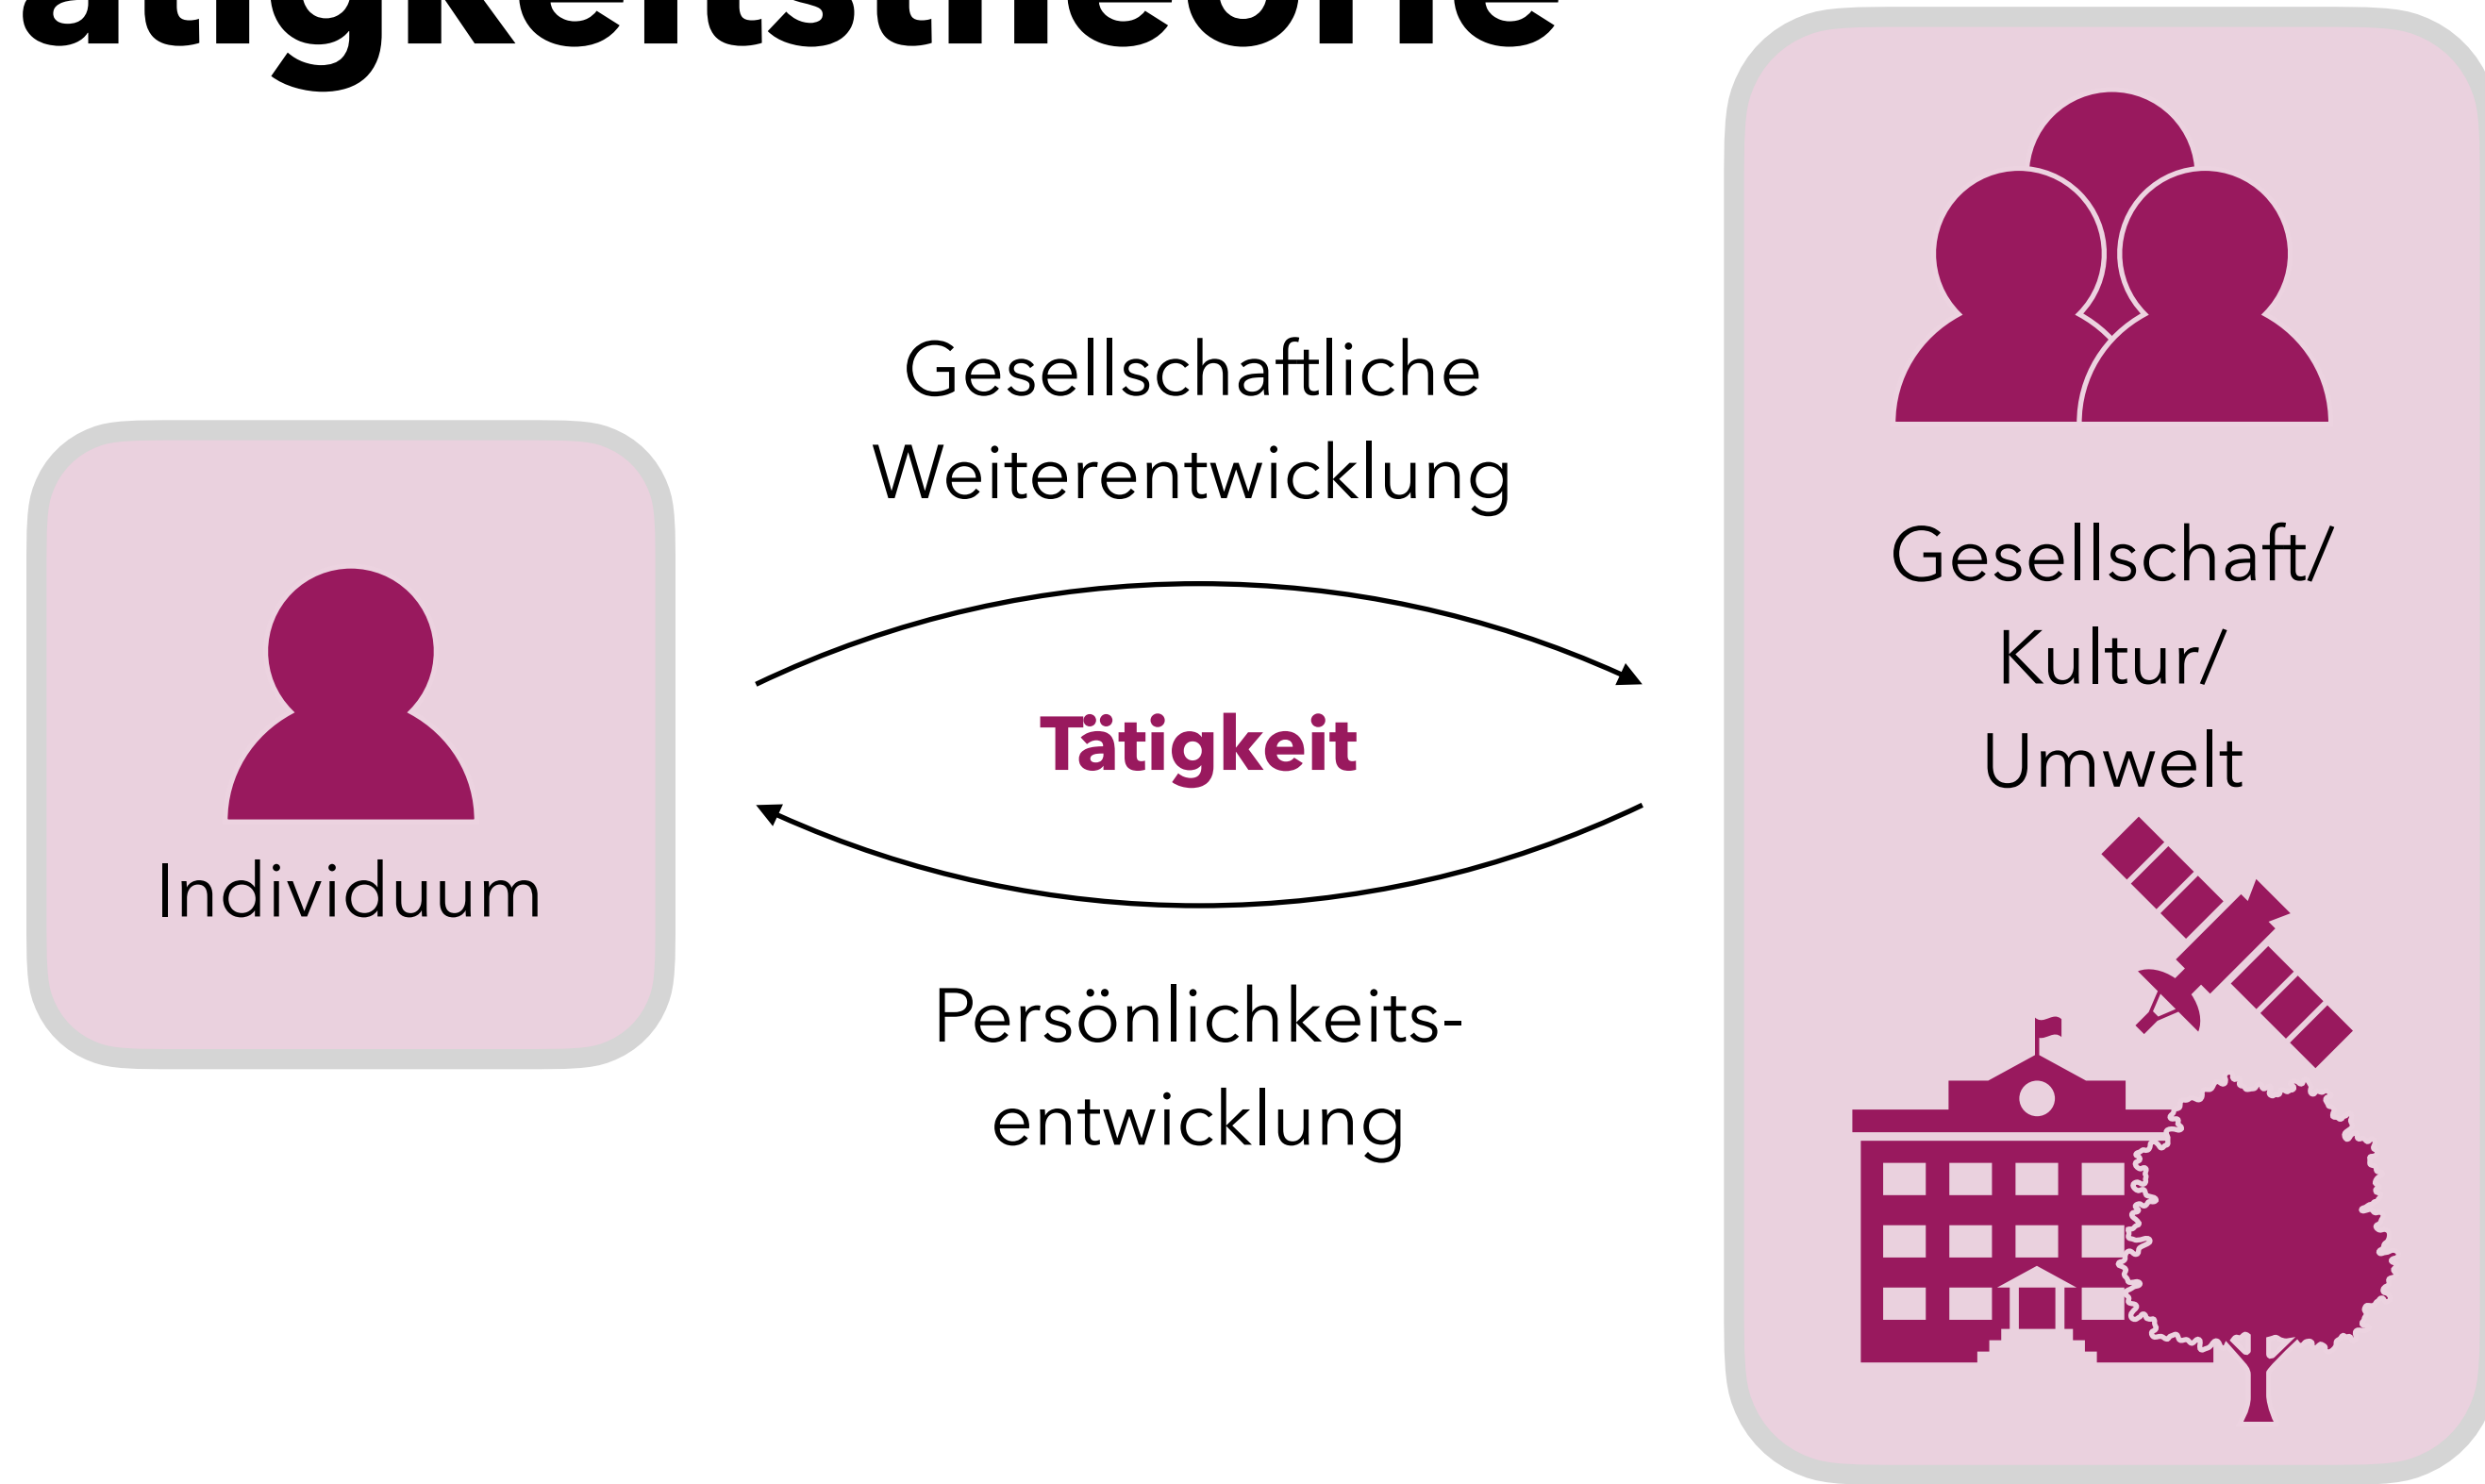 ätigkeitstheorie
Gesellschaftliche
Weiterentwicklung
Tätigkeit
Persönlichkeits-
entwicklung
Individuum
Gesellschaft/
Kultur/
Umwelt